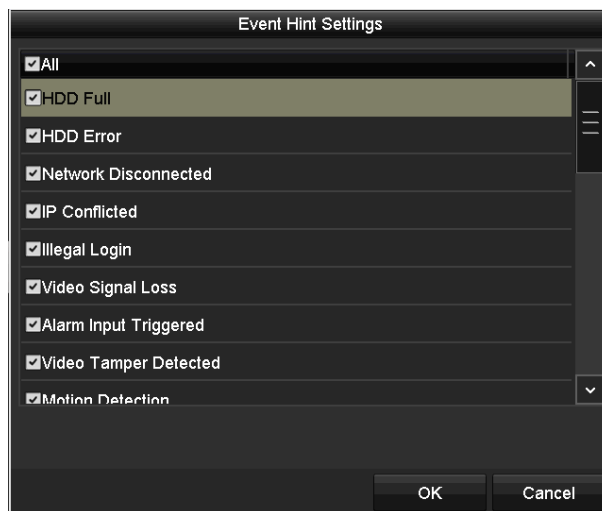 Event Hint Settings
All
HDD Full
HDD Error
Network Disconnected
IP Conflicted
Illegal Login
Video Signal Loss
Alarm Input Triggered
Video Tamper Detected
Motion Detection
OK Cancel